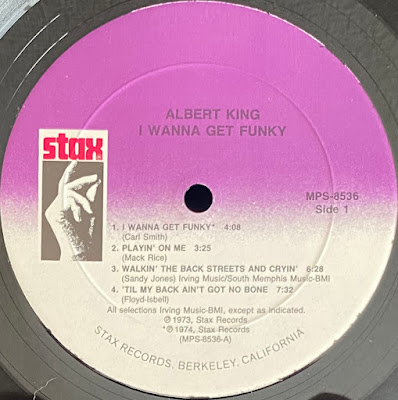 ALBERT KING
I WANNA GET FUNKY
stax
MPS-8536
Side 1
1. I WANNA GET FUNKY* 4:08
(Carl Smith)
2. PLAYIN' ON ME 3:25
(Mack Rice)
3. WALKIN' THE BACK STREETS AND CRYIN' 6:28
(Sandy Jones) Irving Music/South Memphis Music-BMI
4. 'TIL MY BACK AIN'T GOT NO BONE 7:32
(Floyd-Isbell)
All selections Irving Music-BMI, except as indicated.
℗ 1973, Stax Records
*℗ 1974, Stax Records
(MPS-8536-A)
STAX RECORDS, BERKELEY, CALIFORNIA